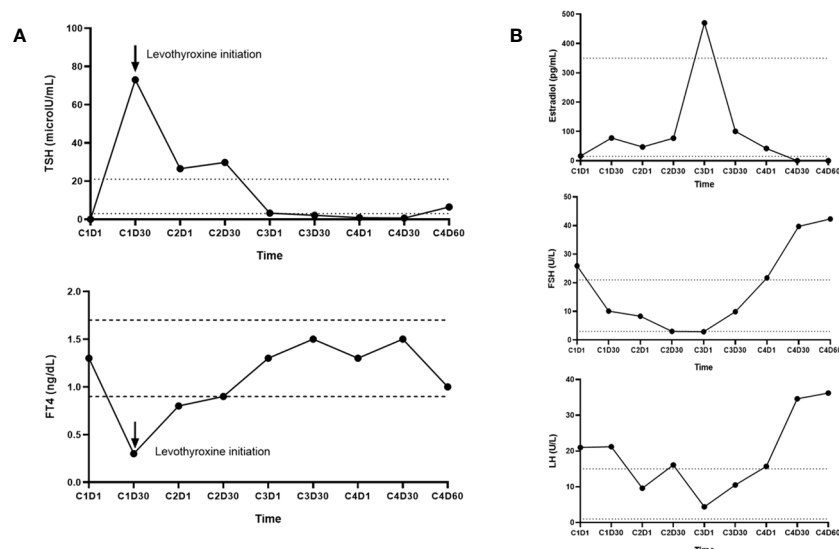 A
TSH (microIU/mL)
100
80
60
40
20
0
Levothyroxine initiation
C1D1 C1D30 C2D1 C2D30 C3D1 C3D30 C4D1 C4D30 C4D60
Time
FT4 (ng/dL)
2.0
1.5
1.0
0.5
0.0
Levothyroxine initiation
C1D1 C1D30 C2D1 C2D30 C3D1 C3D30 C4D1 C4D30 C4D60
Time
B
Estradiol (pg/mL)
500
400
300
200
100
0
C1D1 C1D30 C2D1 C2D30 C3D1 C3D30 C4D1 C4D30 C4D60
Time
FSH (U/L)
50
40
30
20
10
0
C1D1 C1D30 C2D1 C2D30 C3D1 C3D30 C4D1 C4D30 C4D60
Time
LH (U/L)
40
30
20
10
0
C1D1 C1D30 C2D1 C2D30 C3D1 C3D30 C4D1 C4D30 C4D60
Time